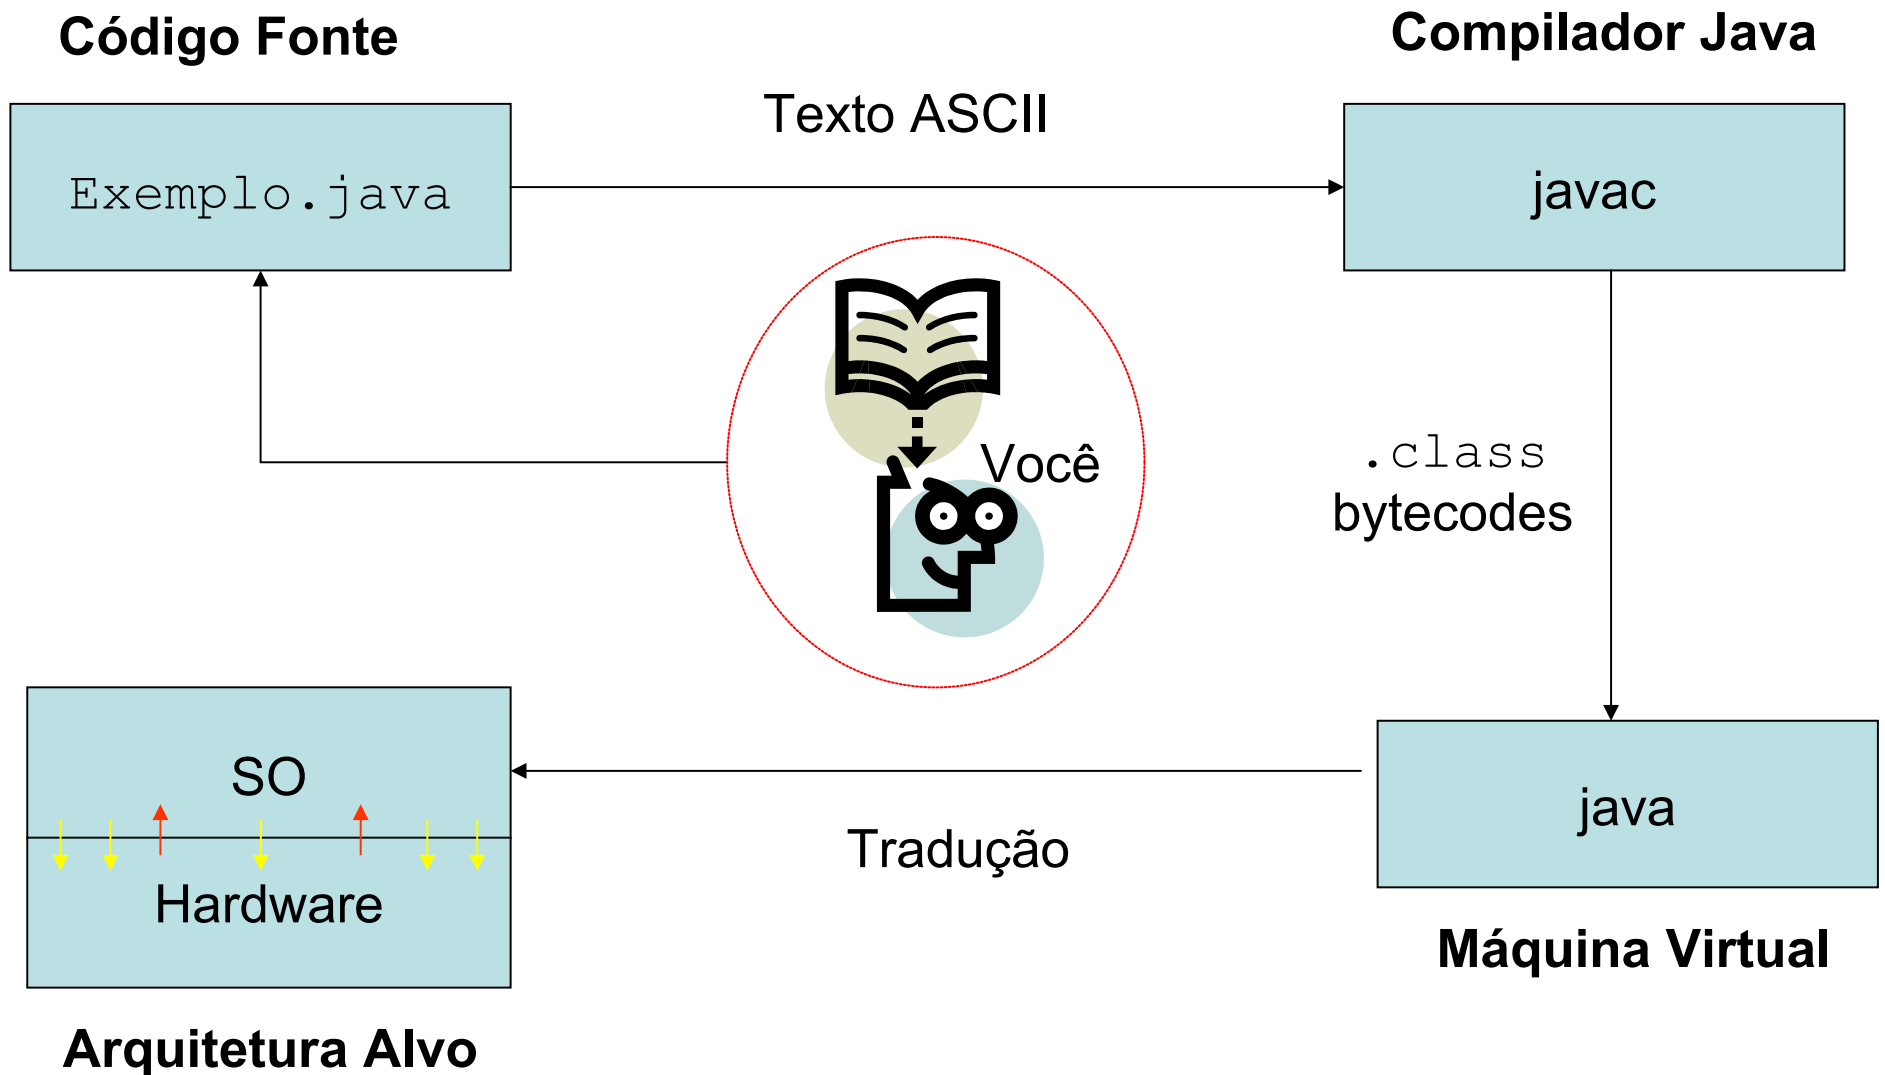 Código Fonte
Compilador Java
Texto ASCII
Exemplo.java
javac
Você
.class
bytecodes
SO
Hardware
Tradução
java
Máquina Virtual
Arquitetura Alvo